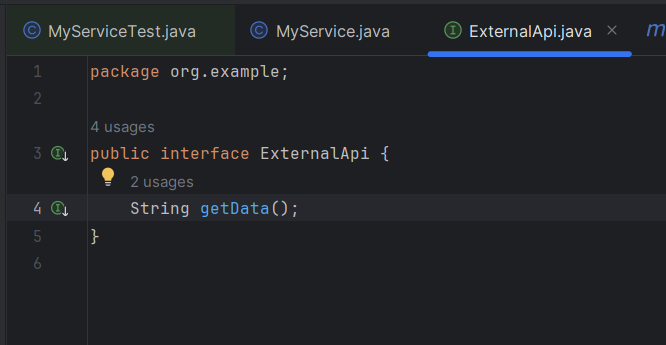 MyServiceTest.java MyService.java ExternalApi.java m
1 package org.example;
2
4 usages
3 public interface ExternalApi {
2 usages
4 String getData();
5 }
6